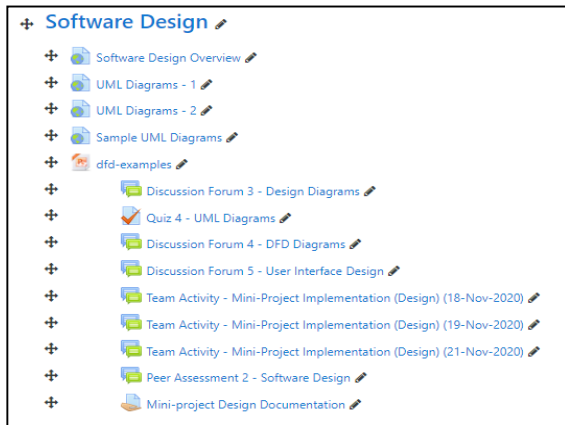 Software Design
Software Design Overview
UML Diagrams - 1
UML Diagrams - 2
Sample UML Diagrams
dfd-examples
Discussion Forum 3 - Design Diagrams
Quiz 4 - UML Diagrams
Discussion Forum 4 - DFD Diagrams
Discussion Forum 5 - User Interface Design
Team Activity - Mini-Project Implementation (Design) (18-Nov-2020)
Team Activity - Mini-Project Implementation (Design) (19-Nov-2020)
Team Activity - Mini-Project Implementation (Design) (21-Nov-2020)
Peer Assessment 2 - Software Design
Mini-project Design Documentation